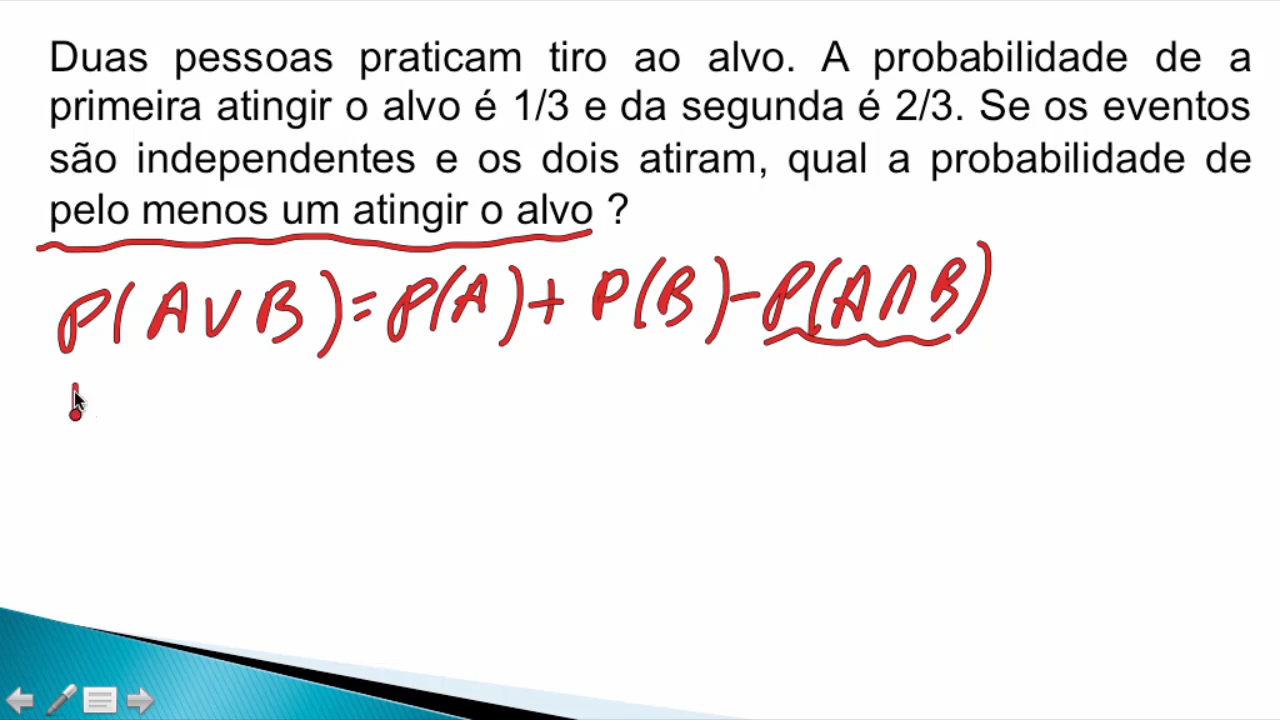 Duas pessoas praticam tiro ao alvo. A probabilidade de a
primeira atingir o alvo é 1/3 e da segunda é 2/3. Se os eventos
são independentes e os dois atiram, qual a probabilidade de
pelo menos um atingir o alvo ?
P(A∪B)=P(A)+P(B)-P(A∩B)